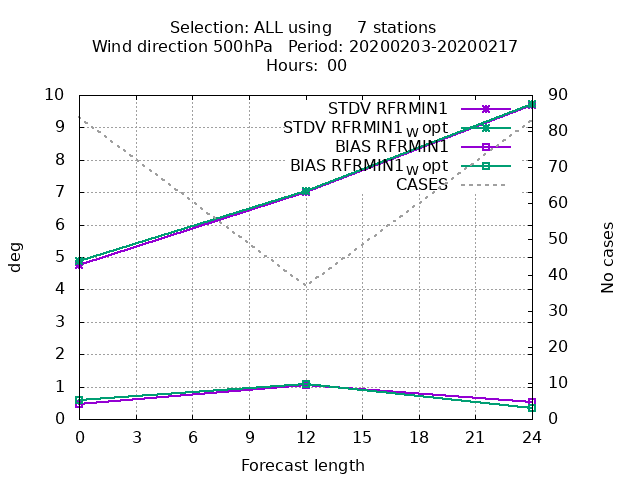 Selection: ALL using     7 stations
Wind direction 500hPa   Period: 20200203-20200217
Hours: 00
STDV RFRMIN1
STDV RFRMIN1W opt
BIAS RFRMIN1
BIAS RFRMIN1W opt
CASES
10
9
8
7
6
5
4
3
2
1
0
deg
90
80
70
60
50
40
30
20
10
0
No cases
0 3 6 9 12 15 18 21 24
Forecast length